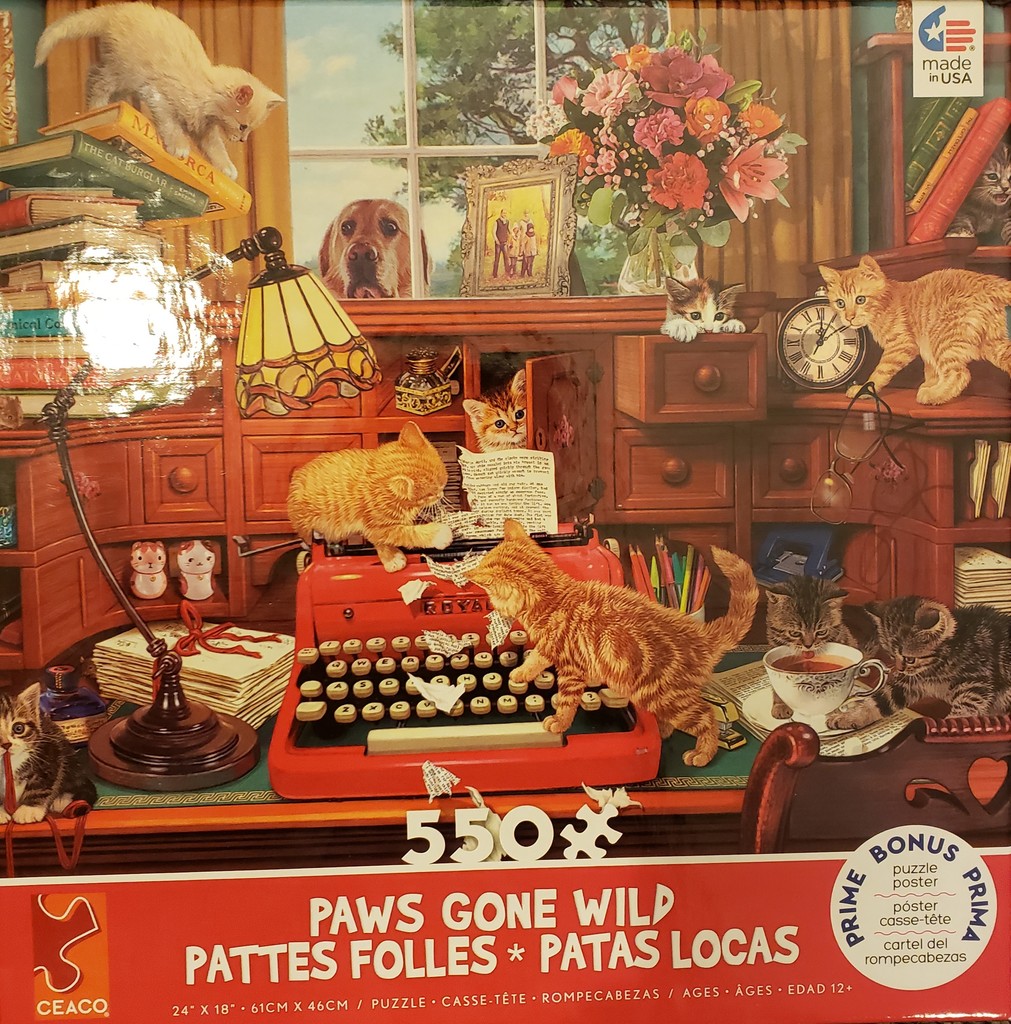 made
in USA
MALLORCA
THE CAT BURGLAR
ROYAL
Q W E R T Y
A S D F G H
Z X C V B N M
550
PAWS GONE WILD
PATTES FOLLES * PATAS LOCAS
24" X 18" • 61CM X 46CM / PUZZLE • CASSE-TÊTE • ROMPECABEZAS / AGES • ÂGES • EDAD 12+
CEACO
PRIME BONUS PRIMA
puzzle
poster
póster
casse-tête
cartel del
rompecabezas